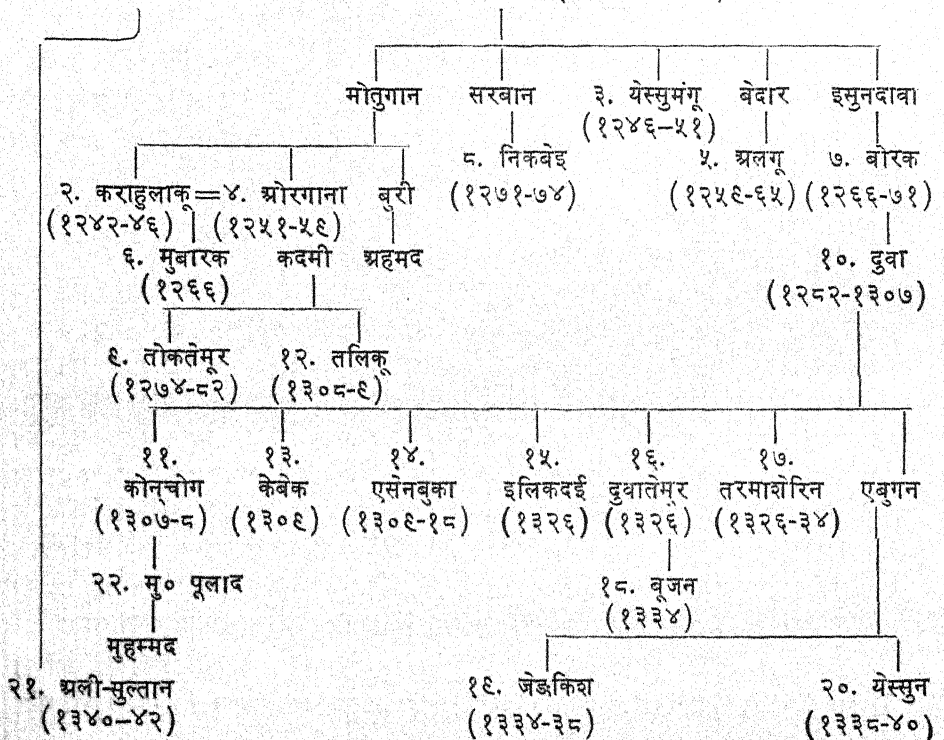 मोतुगान सरबान ३. येस्सुमंगू बेदार इसुनदावा
(१२४६-५१)
८. निकबेइ ५. अलगू ७. बोरक
२. कराहुलाकू=४. ओरगाना बुरी (१२७१-७४) (१२५९-६५) (१२६६-७१)
(१२४२-४६) (१२५१-५९)
६. मुबारक कदमी अहमद १०. दुवा
(१२६६) (१२८२-१३०७)
९. तोकतेमूर १२. तलिकू
(१२७४-८२) (१३०८-९)
११. १३. १४. १५. १६. १७.
कोन्चोग केबेक एसेनबुका इलिकदई दुवातेमूर तरमाशेरिन एबुगन
(१३०७-८) (१३०९) (१३०९-१८) (१३२६) (१३२६) (१३२६-३४)
२२. मु० पूलाद १८. बूजन
(१३३४)
मुहम्मद
२१. अली-सुल्तान १९. जेङकिश २०. येस्सुन
(१३४०-४२) (१३३४-३८) (१३३८-४०)